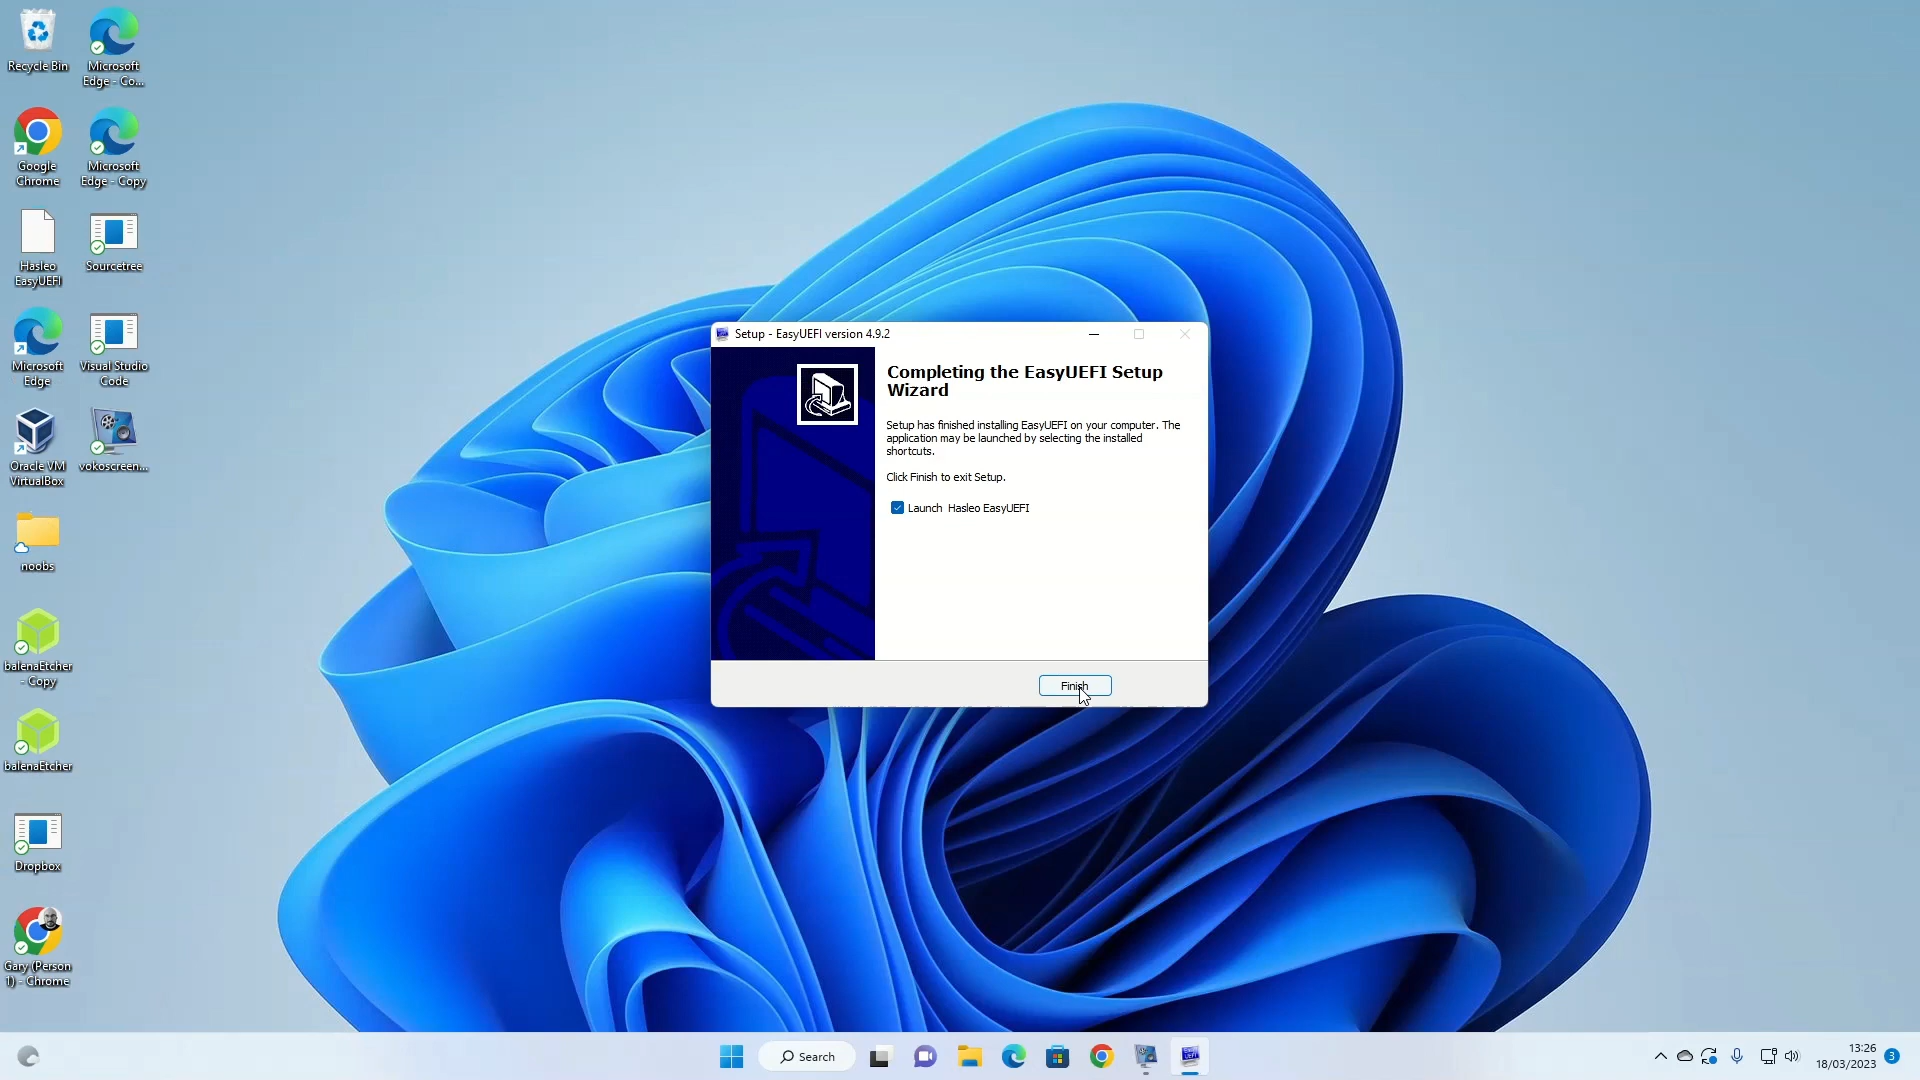 Recycle Bin
Microsoft
Edge - Co...
Google
Chrome
Microsoft
Edge - Copy
Hasleo
EasyUEFI
Sourcetree
Microsoft
Edge
Visual Studio
Code
Oracle VM
VirtualBox
vokoscreen...
noobs
balenaEtcher
- Copy
balenaEtcher
Dropbox
Gary (Person
1) - Chrome
Setup - EasyUEFI version 4.9.2
Completing the EasyUEFI Setup
Wizard
Setup has finished installing EasyUEFI on your computer. The
application may be launched by selecting the installed
shortcuts.
Click Finish to exit Setup.
Launch Hasleo EasyUEFI
Finish
Search
13:26
18/03/2023
3